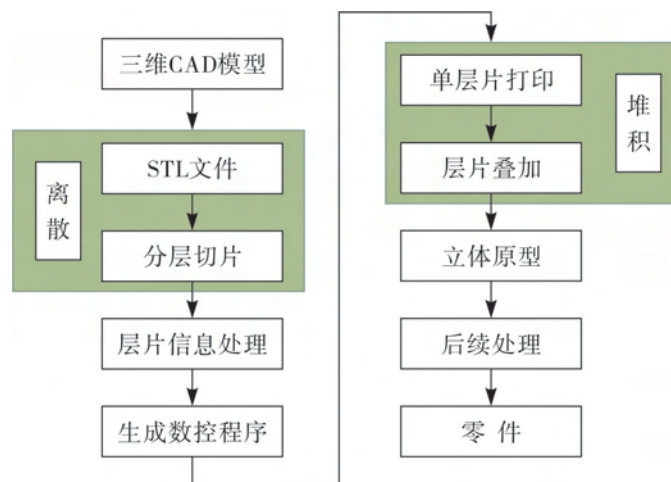 三维CAD模型
离散
STL文件
分层切片
层片信息处理
生成数控程序
单层片打印
堆积
层片叠加
立体原型
后续处理
零 件